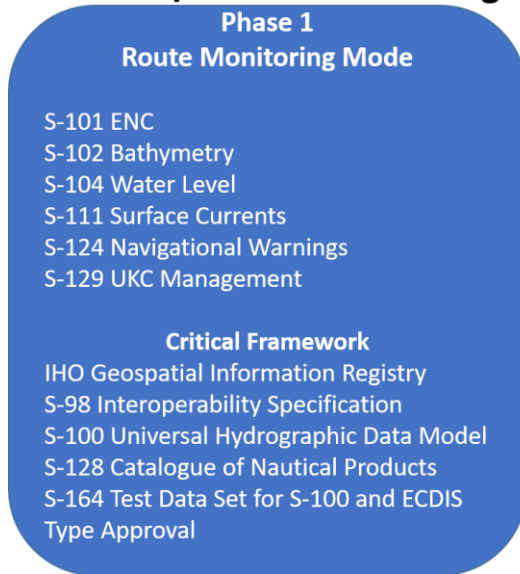 Phase 1
Route Monitoring Mode
S-101 ENC
S-102 Bathymetry
S-104 Water Level
S-111 Surface Currents
S-124 Navigational Warnings
S-129 UKC Management
Critical Framework
IHO Geospatial Information Registry
S-98 Interoperability Specification
S-100 Universal Hydrographic Data Model
S-128 Catalogue of Nautical Products
S-164 Test Data Set for S-100 and ECDIS
Type Approval